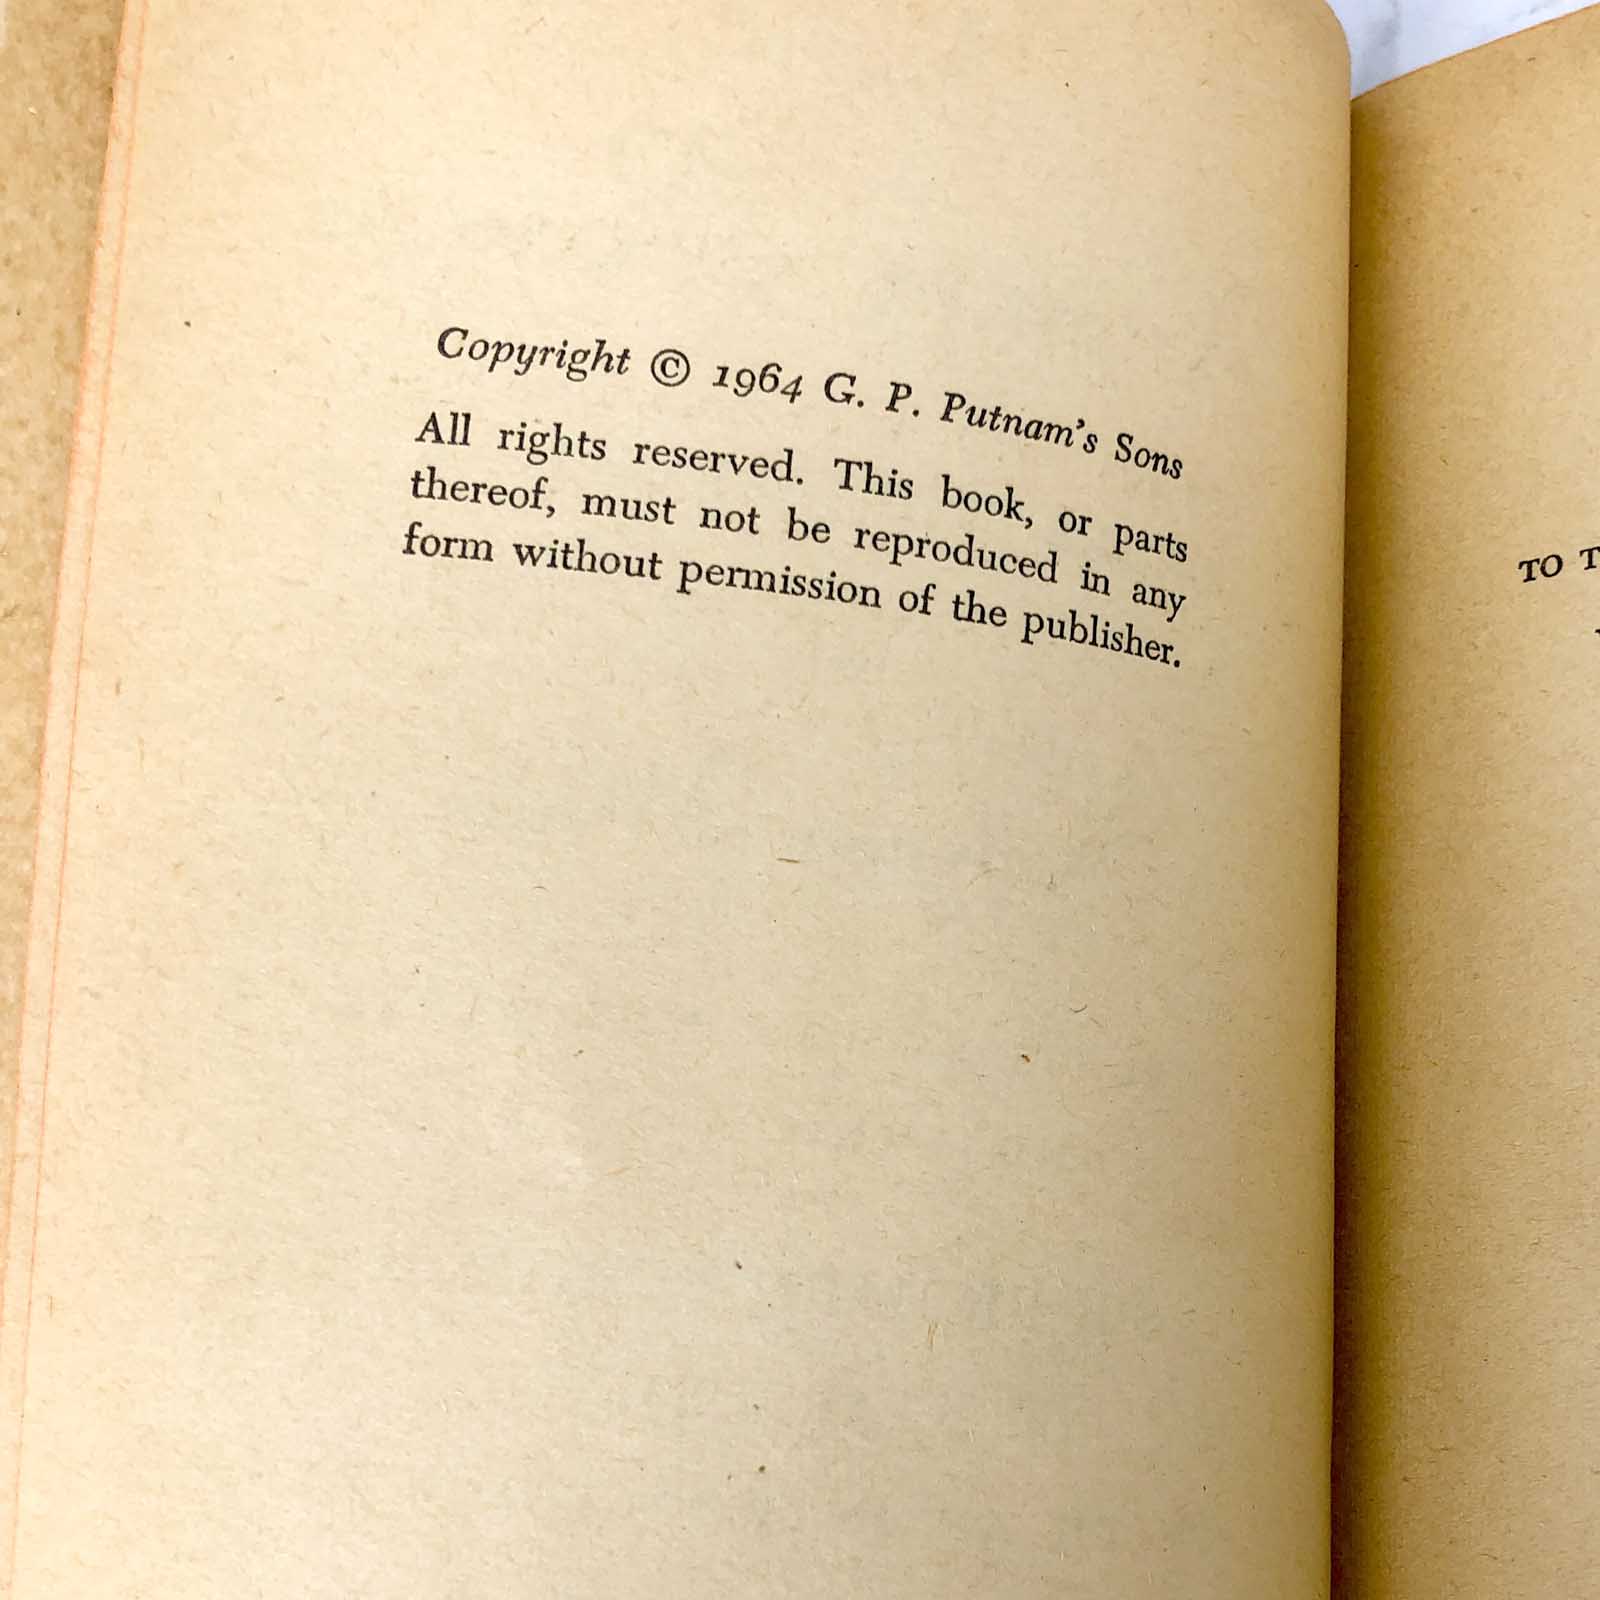 Copyright © 1964 G. P. Putnam's Sons
All rights reserved. This book, or parts
thereof, must not be reproduced in any
form without permission of the publisher.
TO